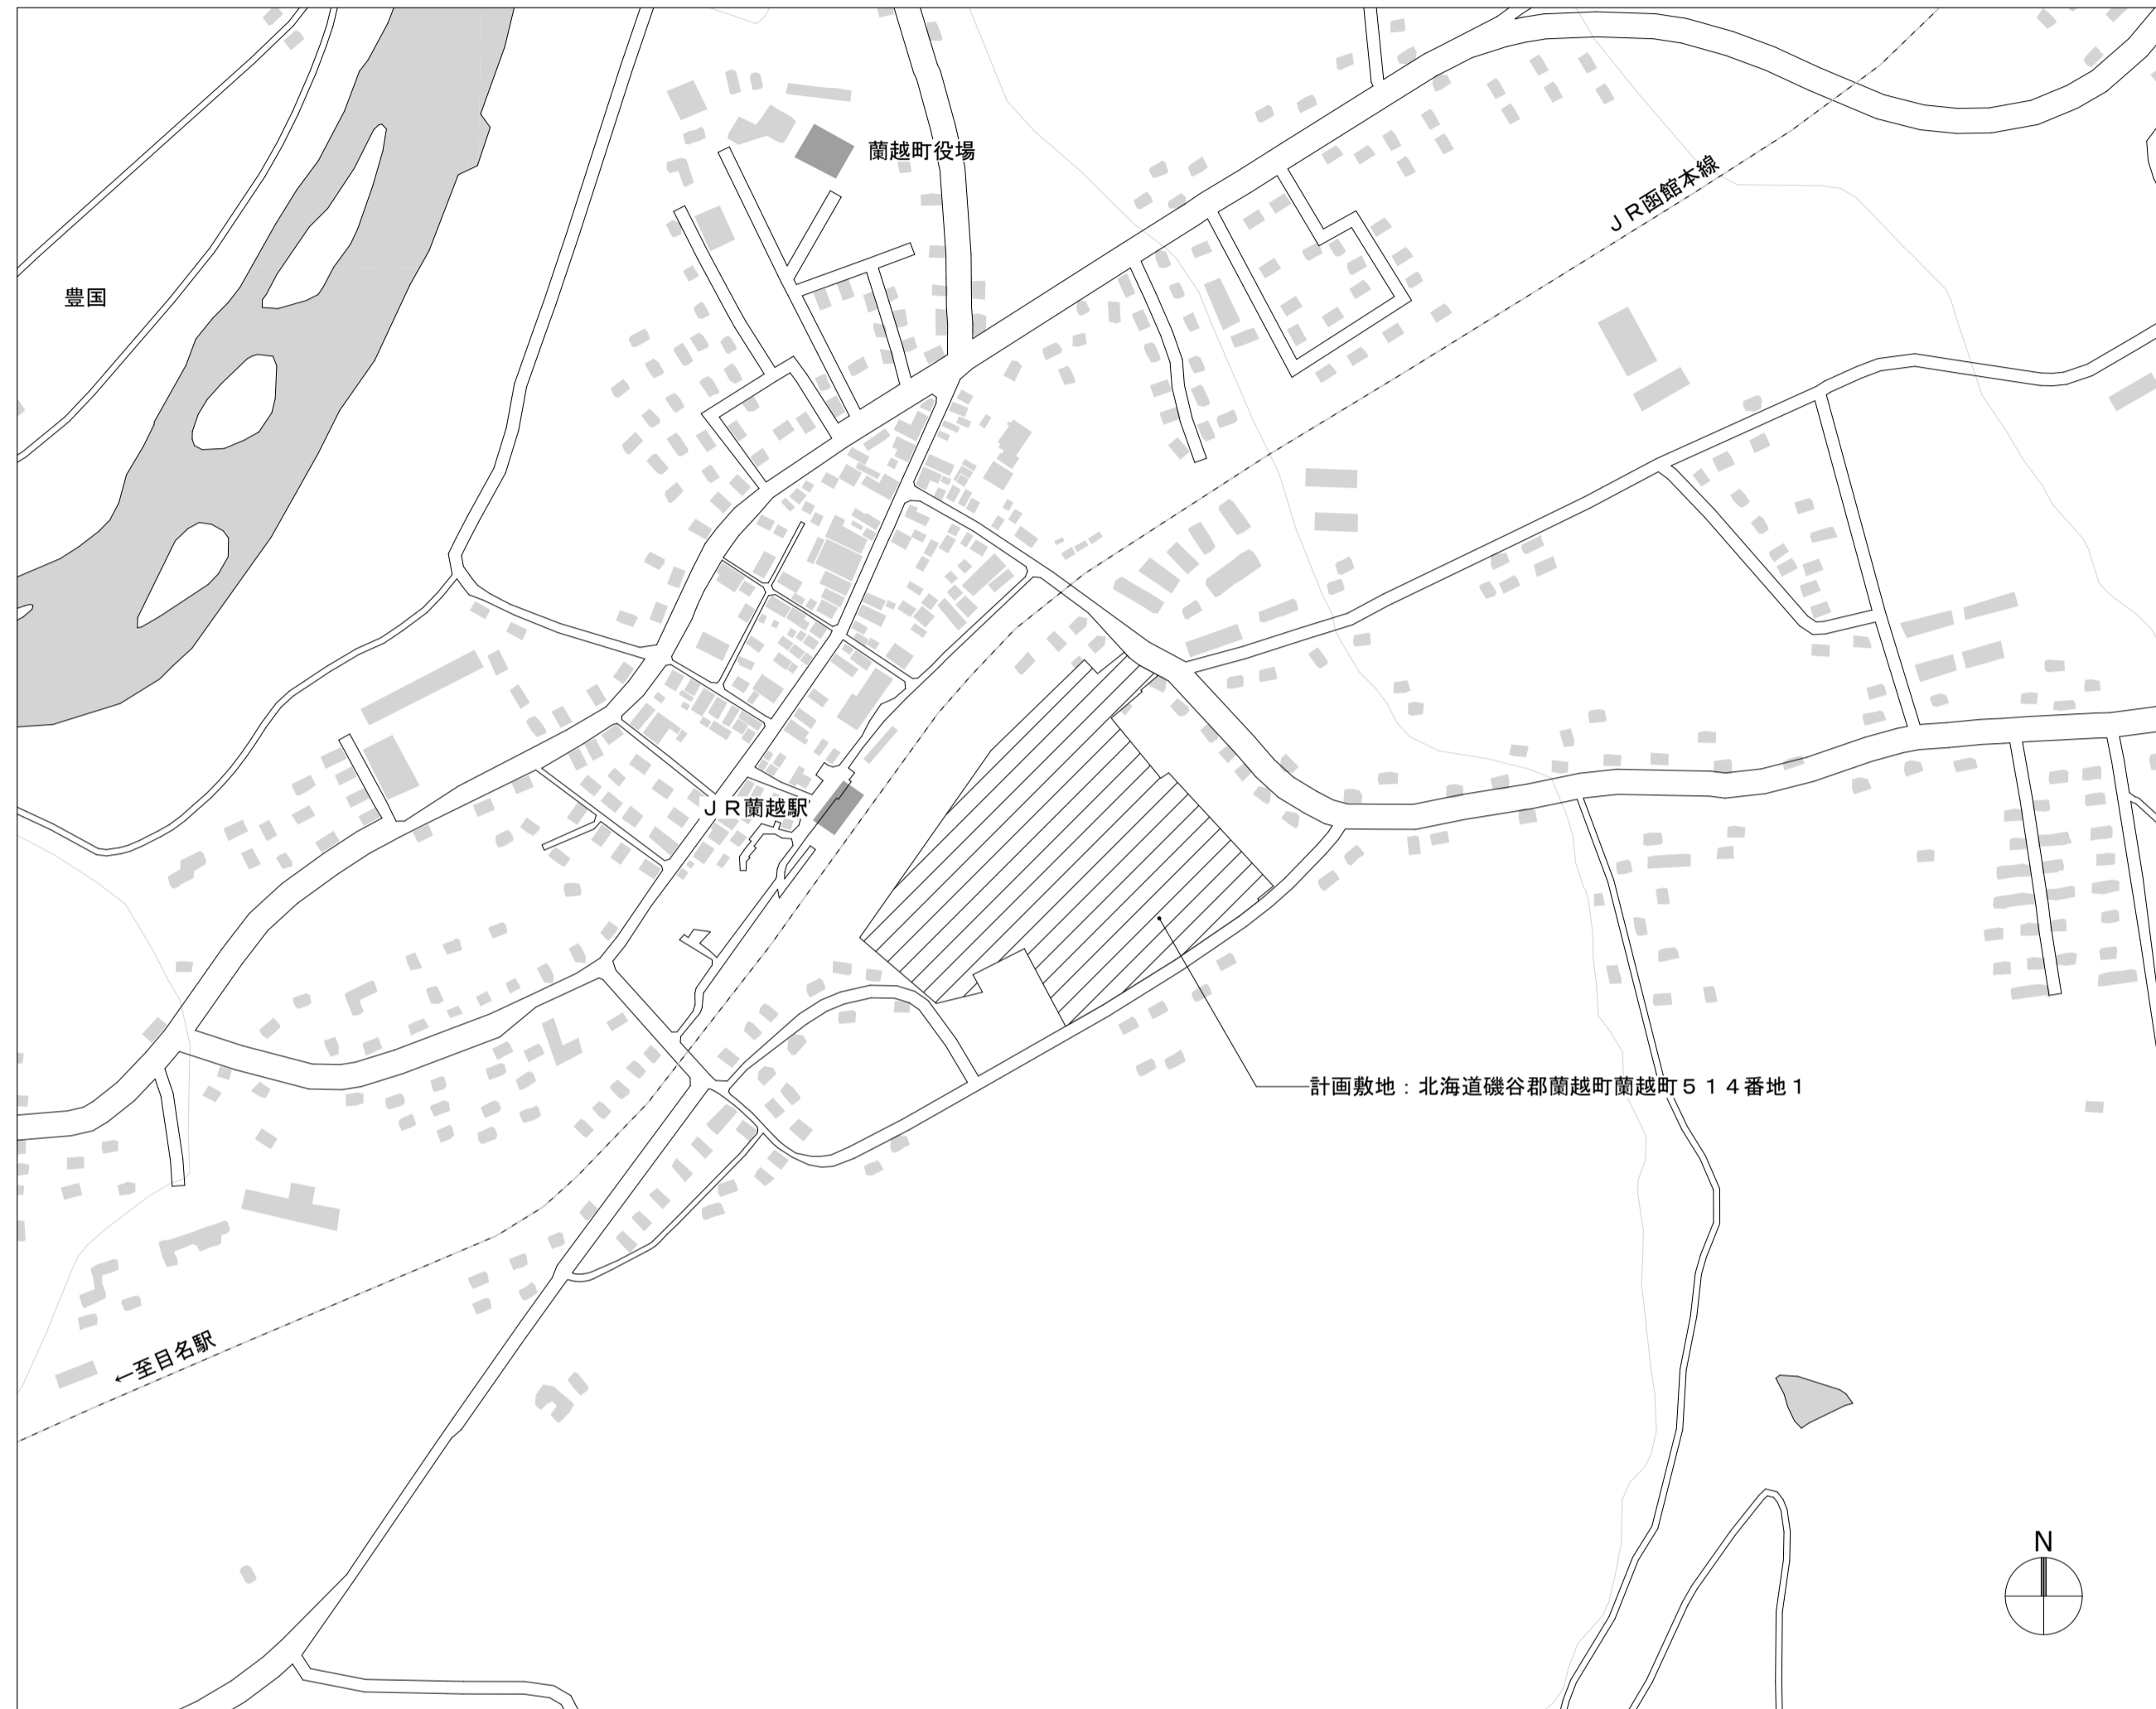 蘭越町役場
ＪＲ函館本線
豊国
ＪＲ蘭越駅
計画敷地：北海道磯谷郡蘭越町蘭越町５１４番地１
←至目名駅
N